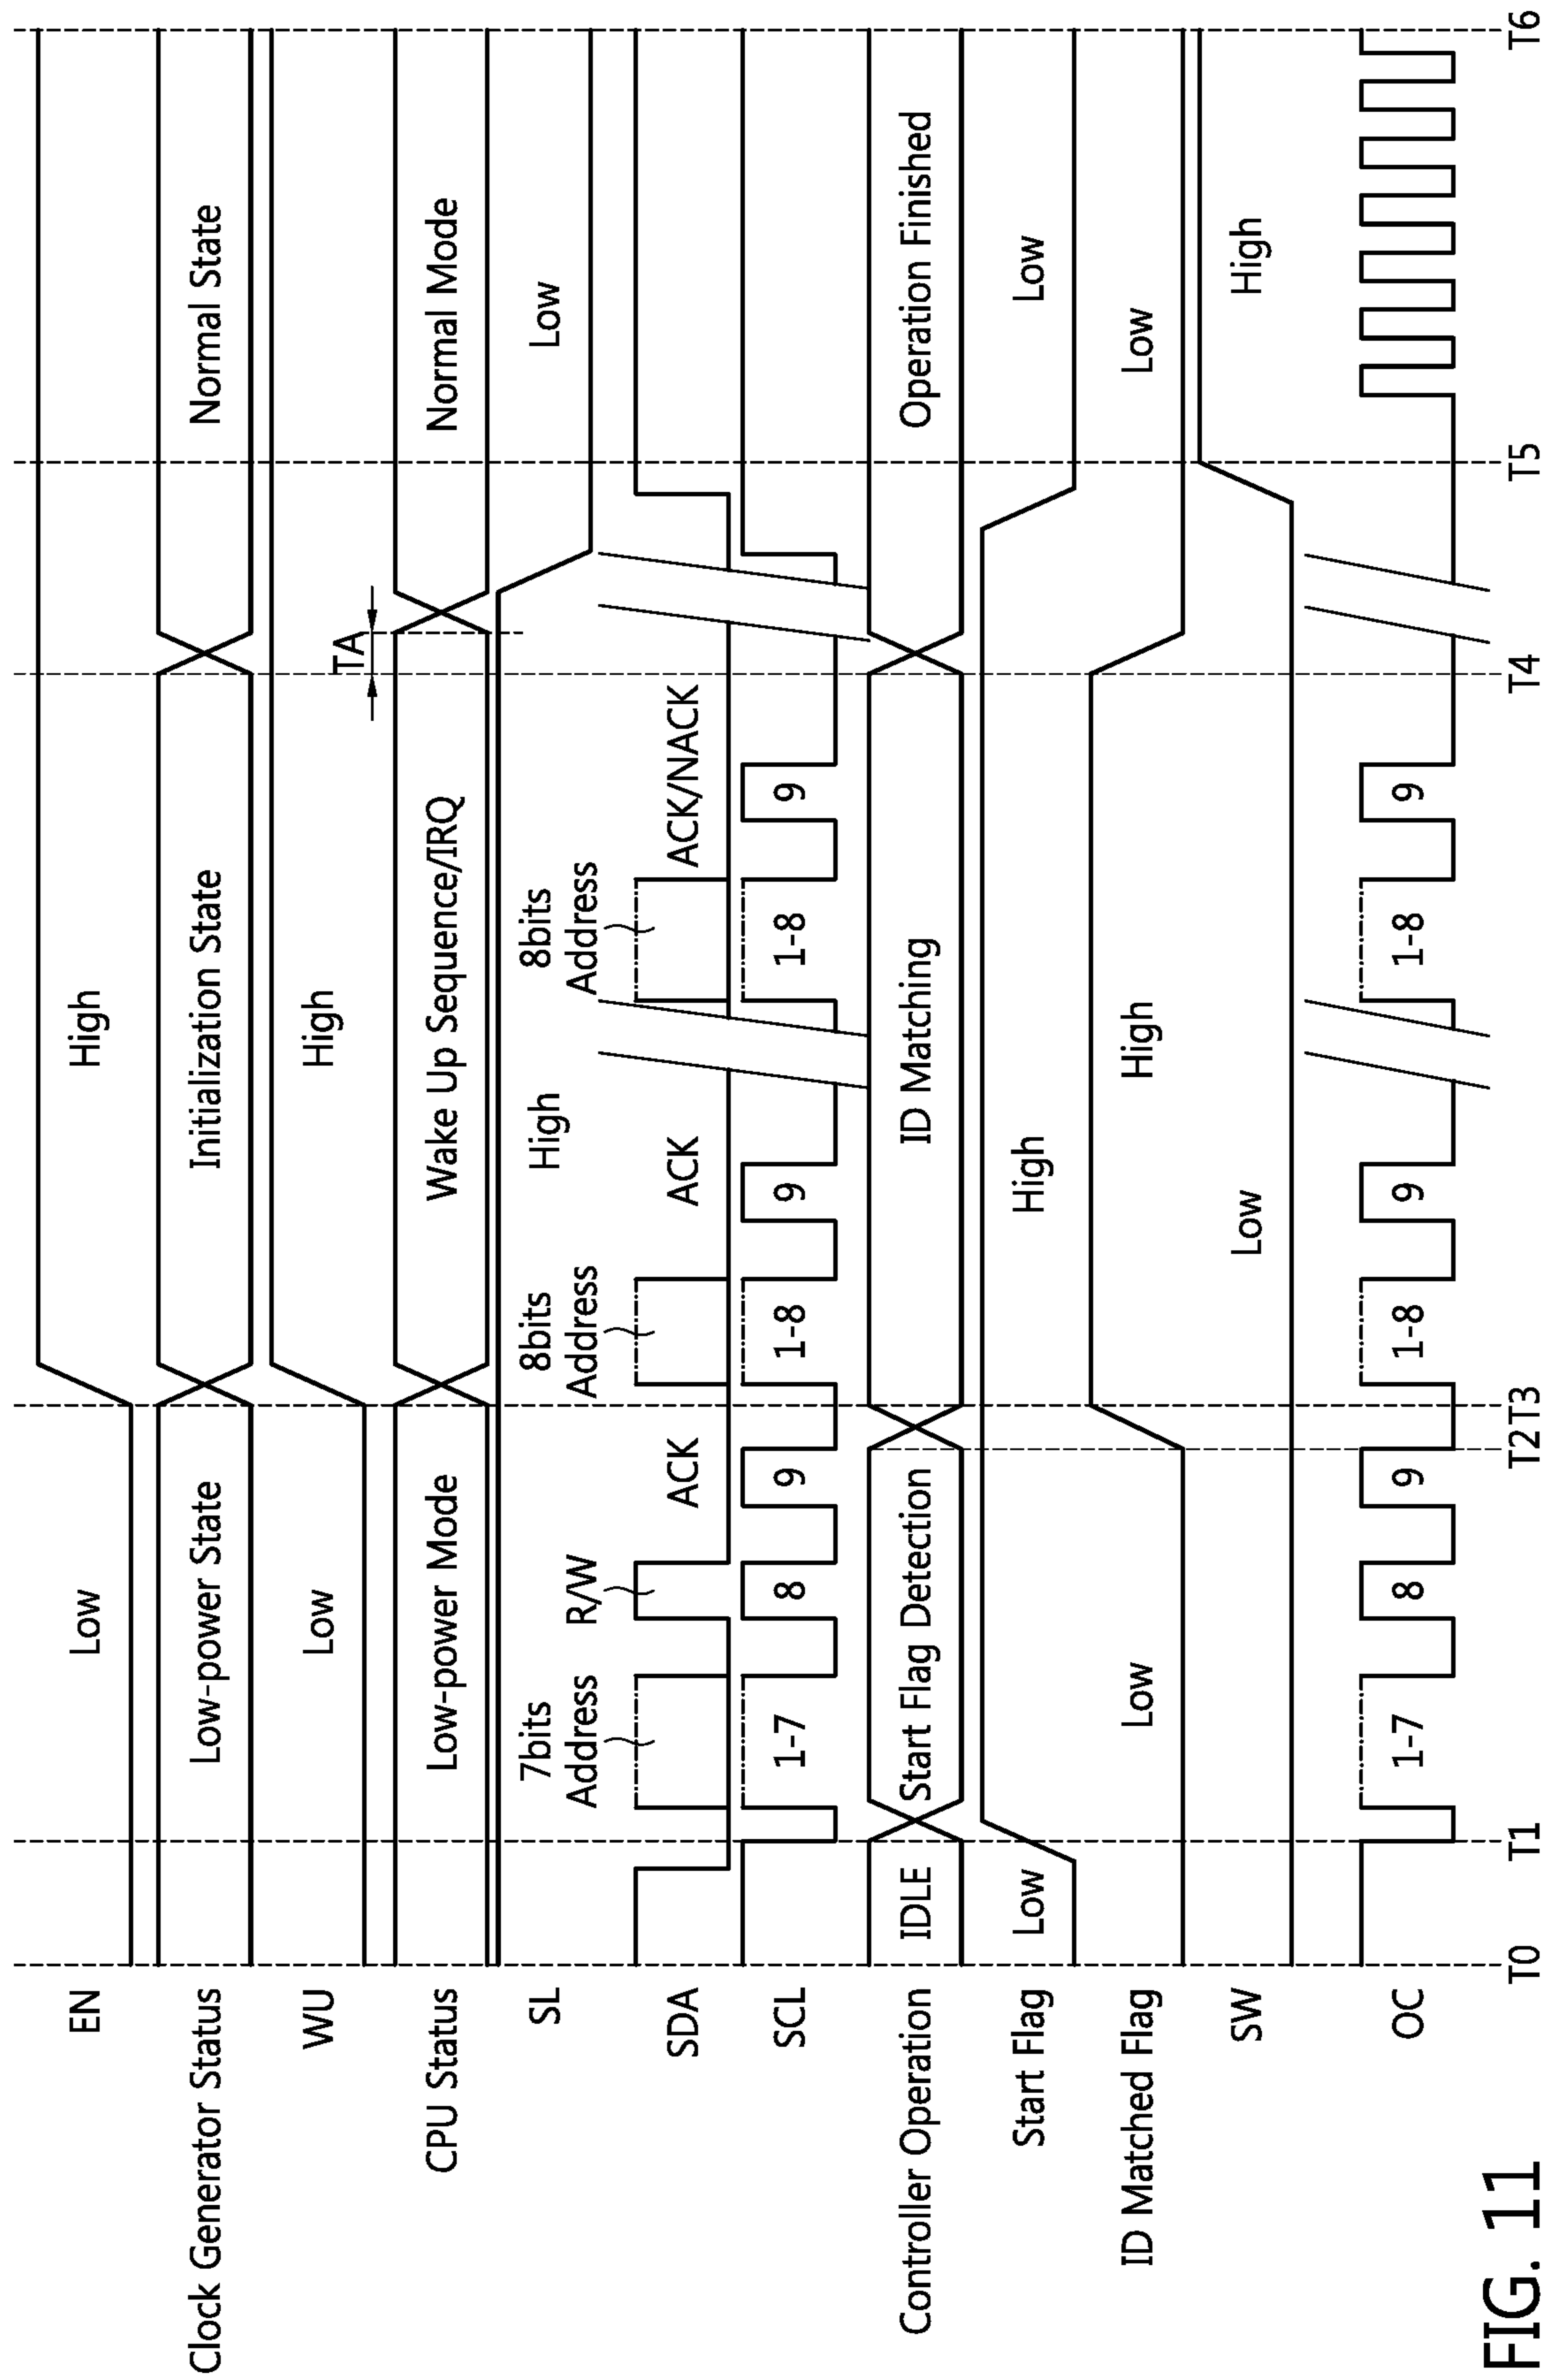 EN Low High
Clock Generator Status Low-power State Initialization State Normal State
WU Low High
TA
CPU Status Low-power Mode Wake Up Sequence/IRQ Normal Mode
SL High Low
7bits Address R/W 8bits Address 8bits Address
SDA ACK ACK ACK/NACK
SCL 1-7 8 9 1-8 9 1-8 9
Controller Operation IDLE Start Flag Detection ID Matching Operation Finished
Start Flag Low High Low
ID Matched Flag Low High Low
SW Low High
OC 1-7 8 9 1-8 9 1-8 9
T0 T1 T2 T3 T4 T5 T6
FIG. 11